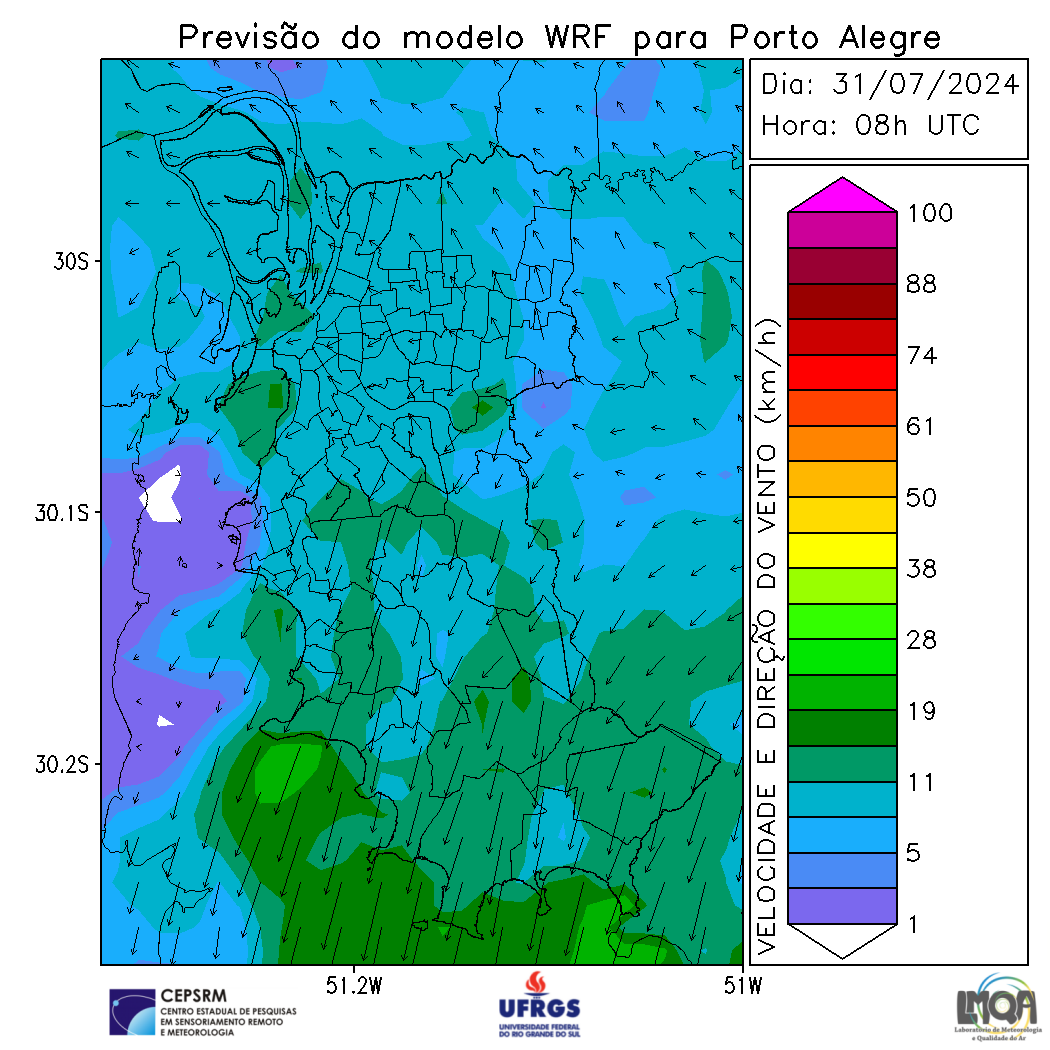 Previsão do modelo WRF para Porto Alegre
Dia: 31/07/2024
Hora: 08h UTC
30S
30.1S
30.2S
51.2W
51W
VELOCIDADE E DIREÇÃO DO VENTO (km/h)
100
88
74
61
50
38
28
19
11
5
1
CEPSRM
CENTRO ESTADUAL DE PESQUISAS
EM SENSORIAMENTO REMOTO
E METEOROLOGIA
UFRGS
UNIVERSIDADE FEDERAL
DO RIO GRANDE DO SUL
LMQA
Laboratório de Meteorologia
e Qualidade do Ar